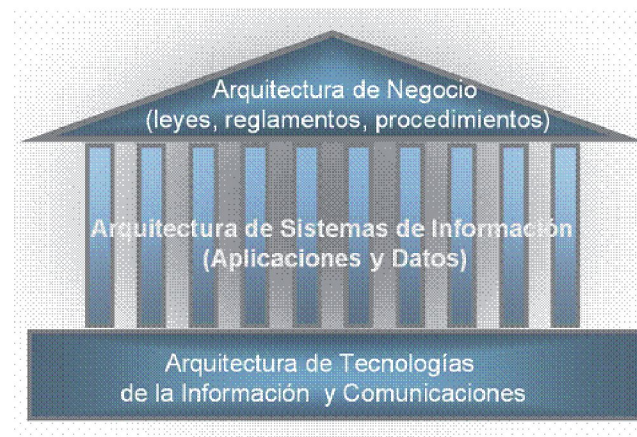 Arquitectura de Negocio
(leyes, reglamentos, procedimientos)
Arquitectura de Sistemas de Información
(Aplicaciones y Datos)
Arquitectura de Tecnologías
de la Información y Comunicaciones